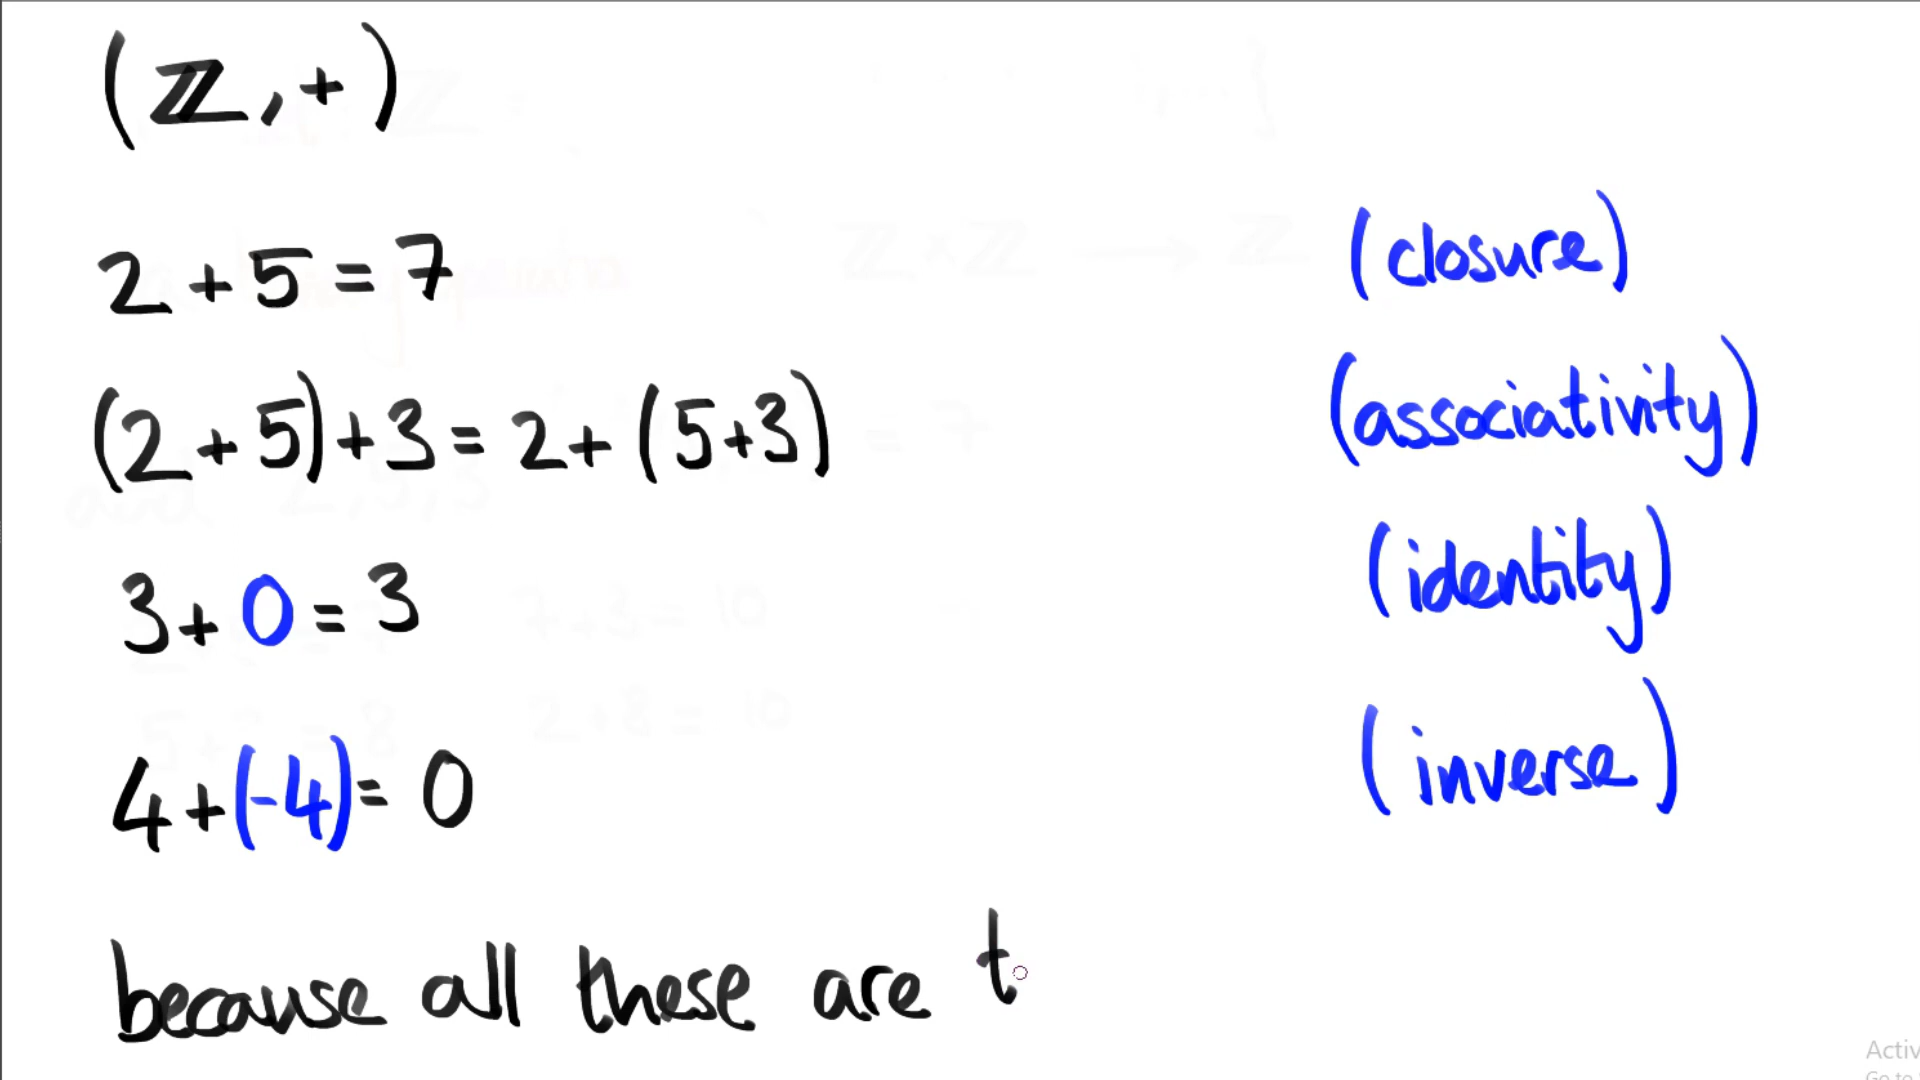 (ℤ, +)
2 + 5 = 7 (closure)
(2 + 5) + 3 = 2 + (5+3) (associativity)
3 + 0 = 3 (identity)
4 + (-4) = 0 (inverse)
because all these are t
Activ